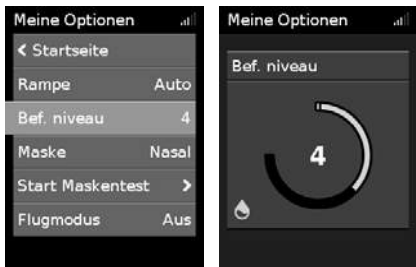 Meine Optionen
< Startseite
Rampe Auto
Bef. niveau 4
Maske Nasal
Start Maskentest >
Flugmodus Aus
Meine Optionen
Bef. niveau
4